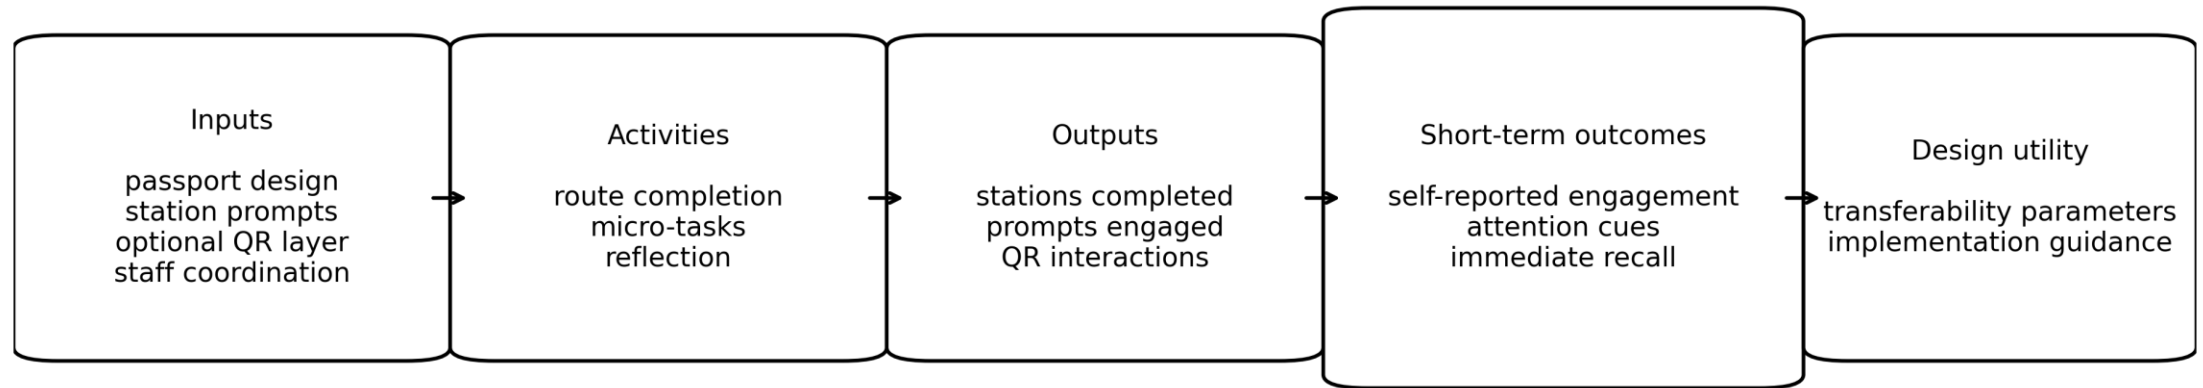 Inputs
passport design
station prompts
optional QR layer
staff coordination
Activities
route completion
micro-tasks
reflection
Outputs
stations completed
prompts engaged
QR interactions
Short-term outcomes
self-reported engagement
attention cues
immediate recall
Design utility
transferability parameters
implementation guidance